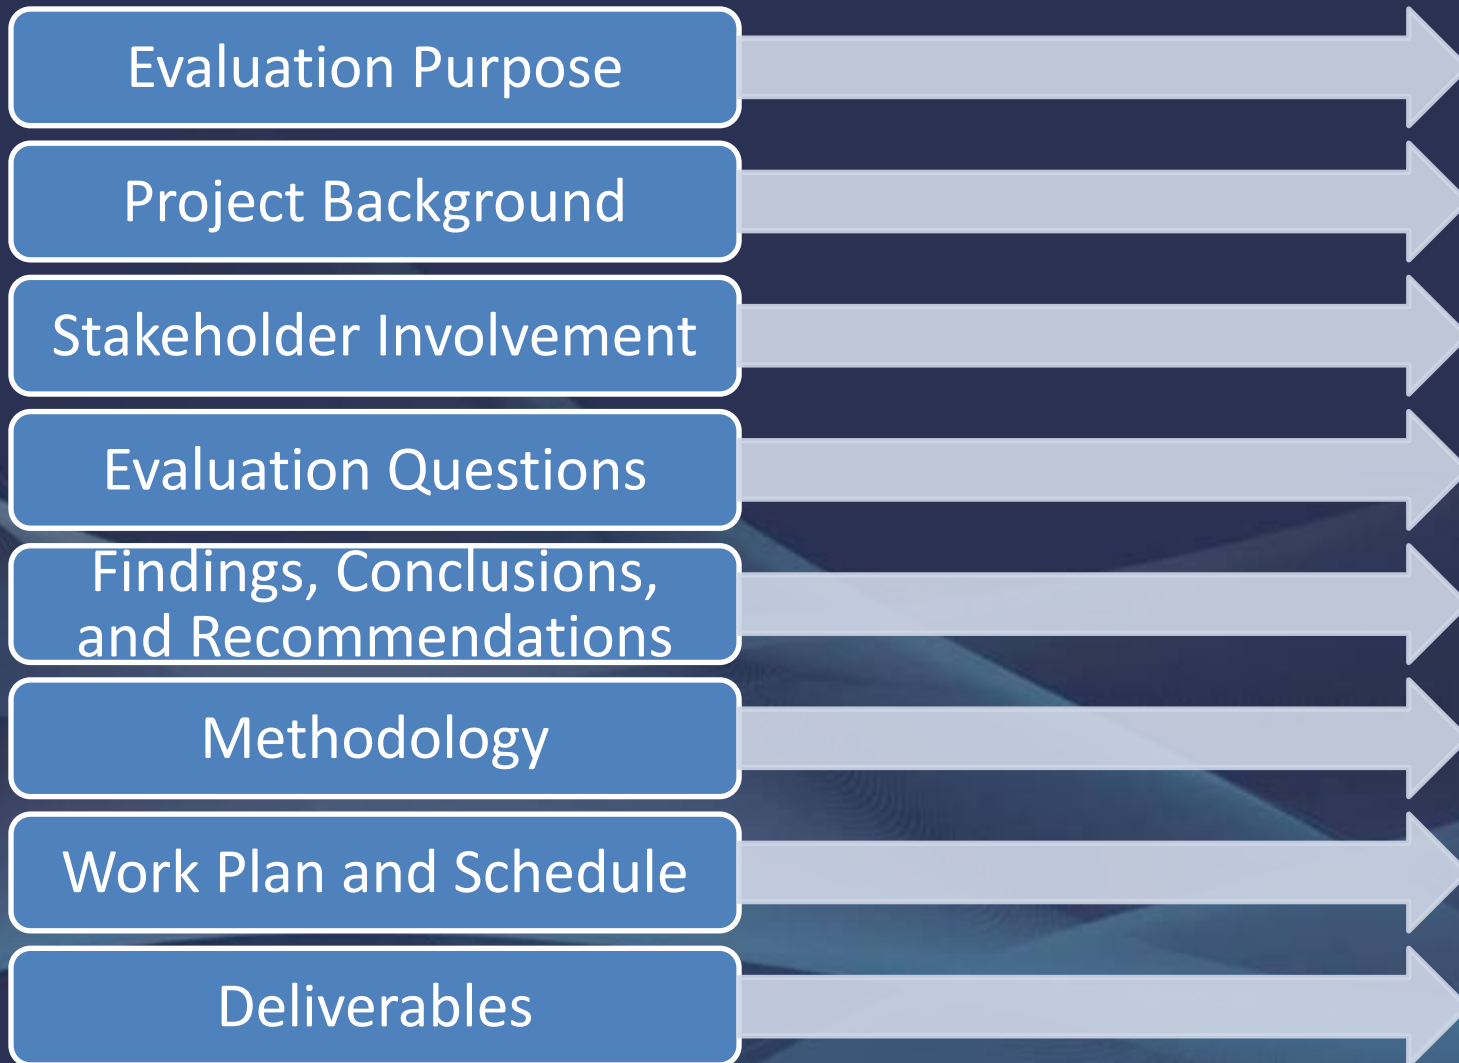 Evaluation Purpose
Project Background
Stakeholder Involvement
Evaluation Questions
Findings, Conclusions,
and Recommendations
Methodology
Work Plan and Schedule
Deliverables